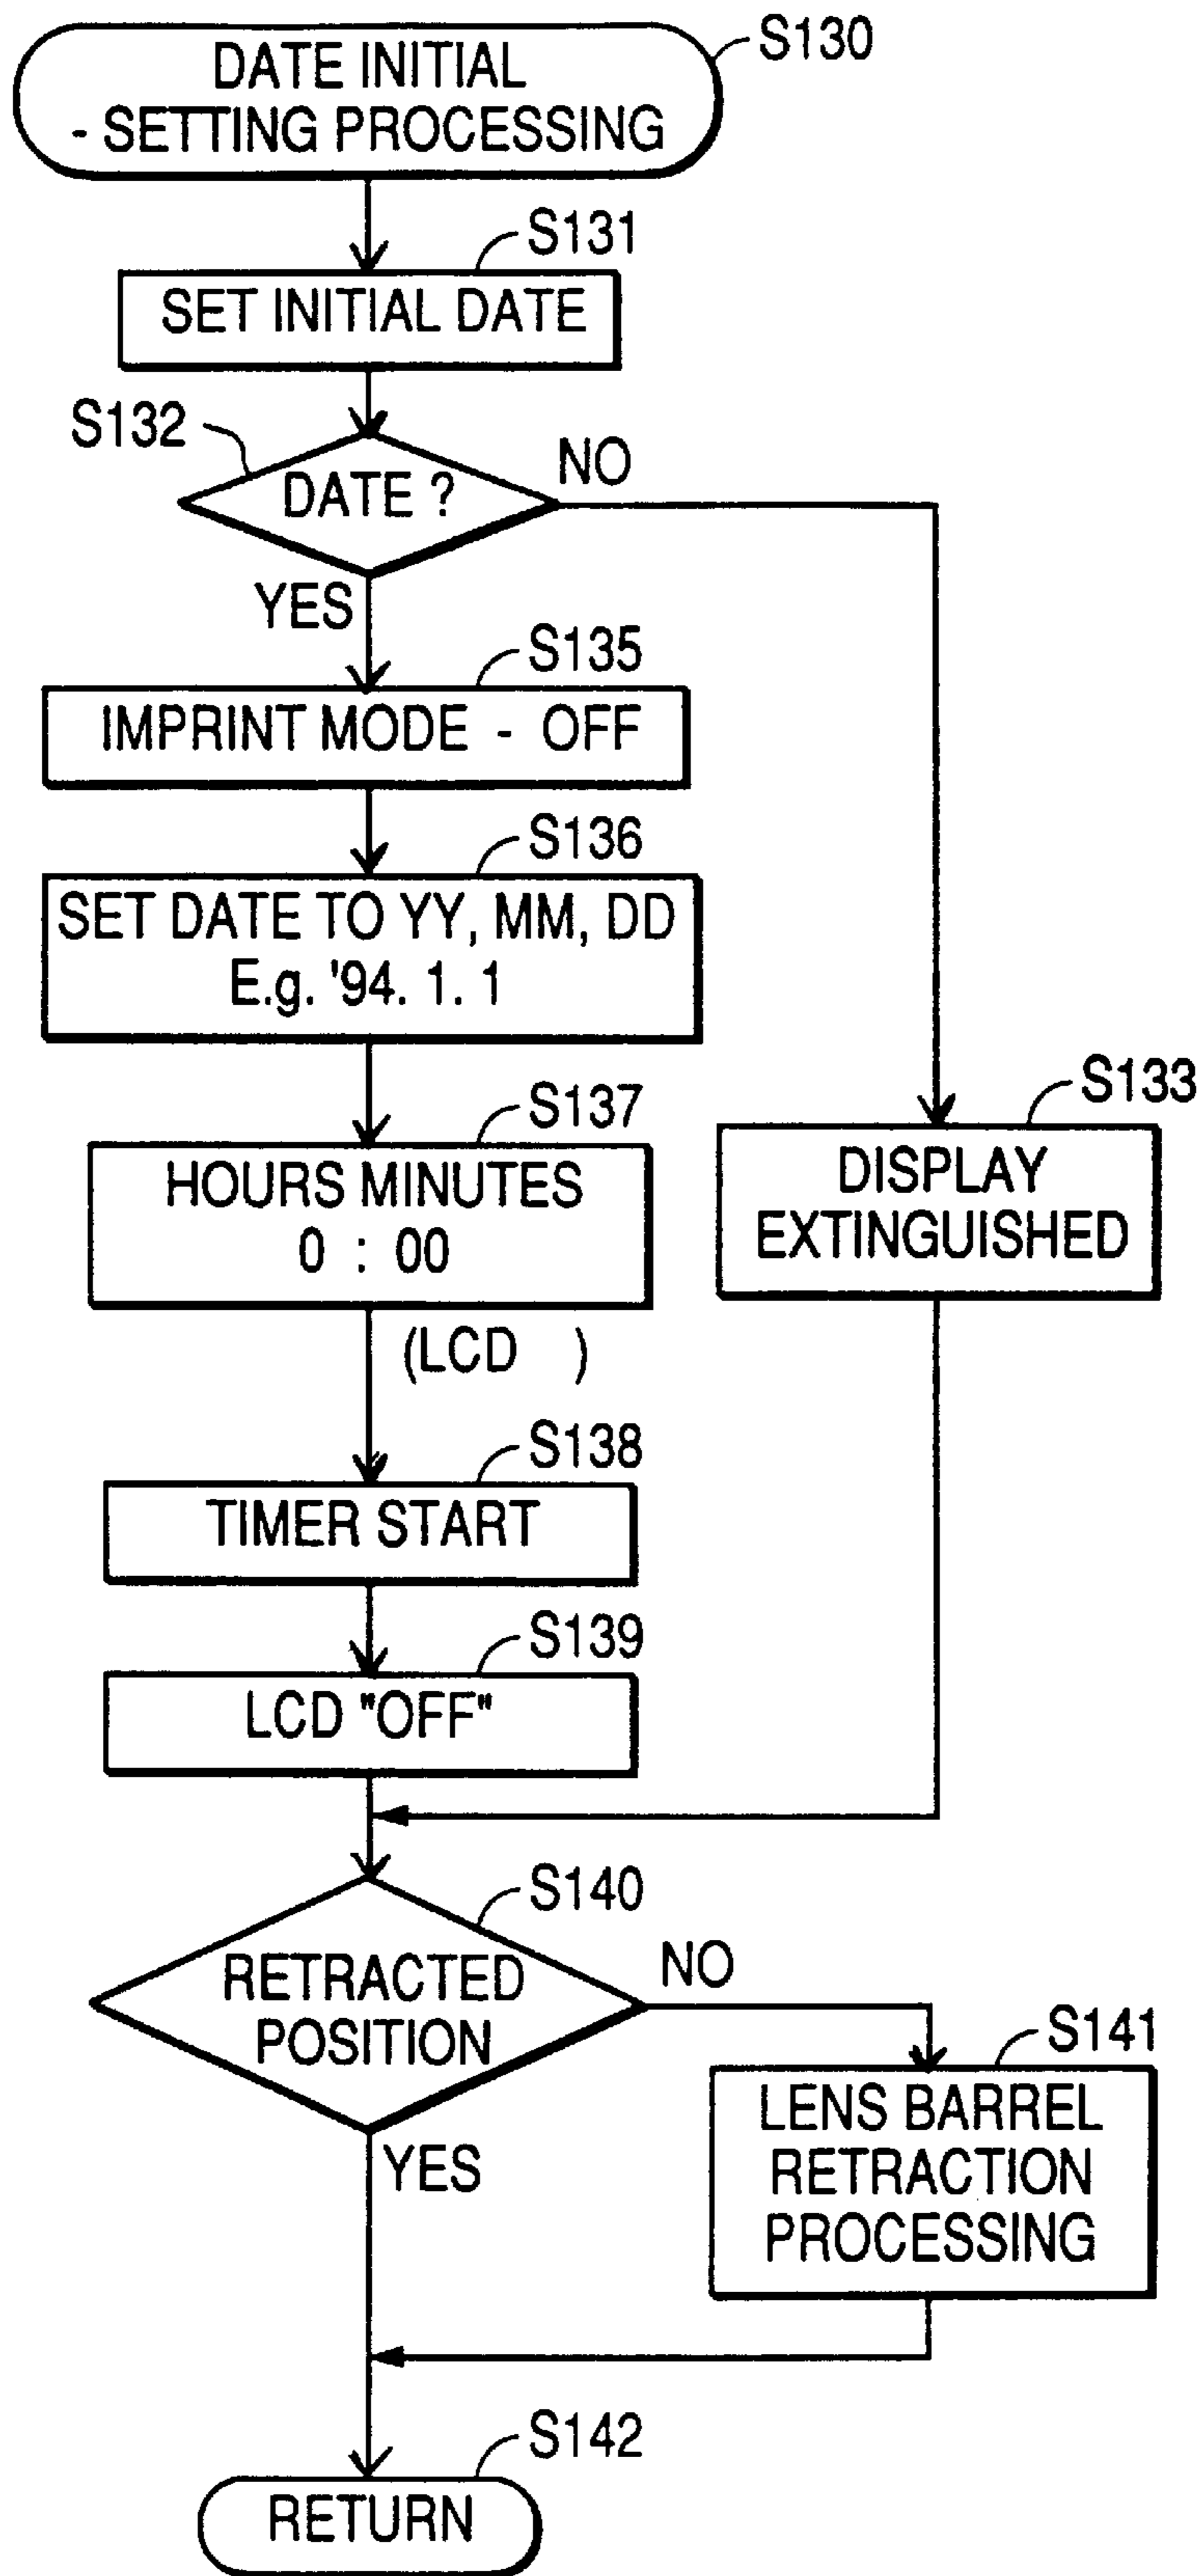 S130
DATE INITIAL
- SETTING PROCESSING
S131
SET INITIAL DATE
S132
DATE ?
NO
YES
S135
IMPRINT MODE - OFF
S136
SET DATE TO YY, MM, DD
E.g. '94. 1. 1
S137
HOURS MINUTES
0 : 00
(LCD )
S133
DISPLAY
EXTINGUISHED
S138
TIMER START
S139
LCD "OFF"
S140
RETRACTED
POSITION
NO
YES
S141
LENS BARREL
RETRACTION
PROCESSING
S142
RETURN